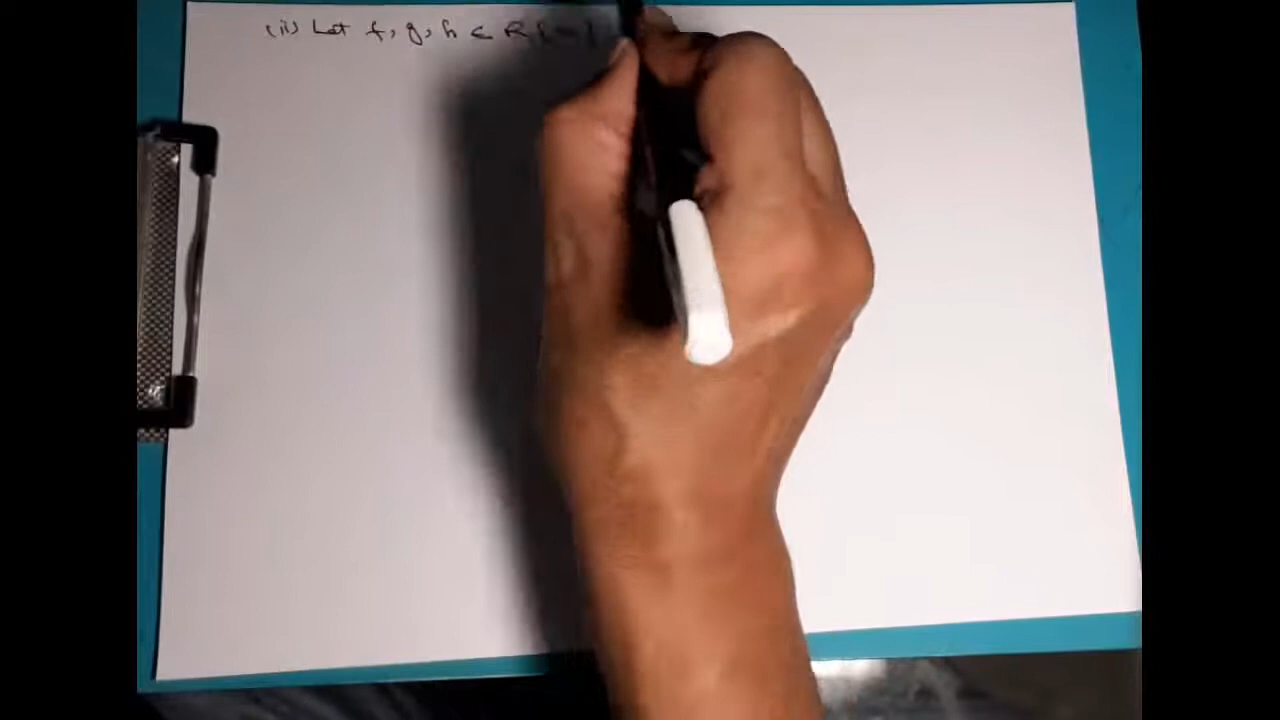 (ii) Let f, g, h ∈ R [